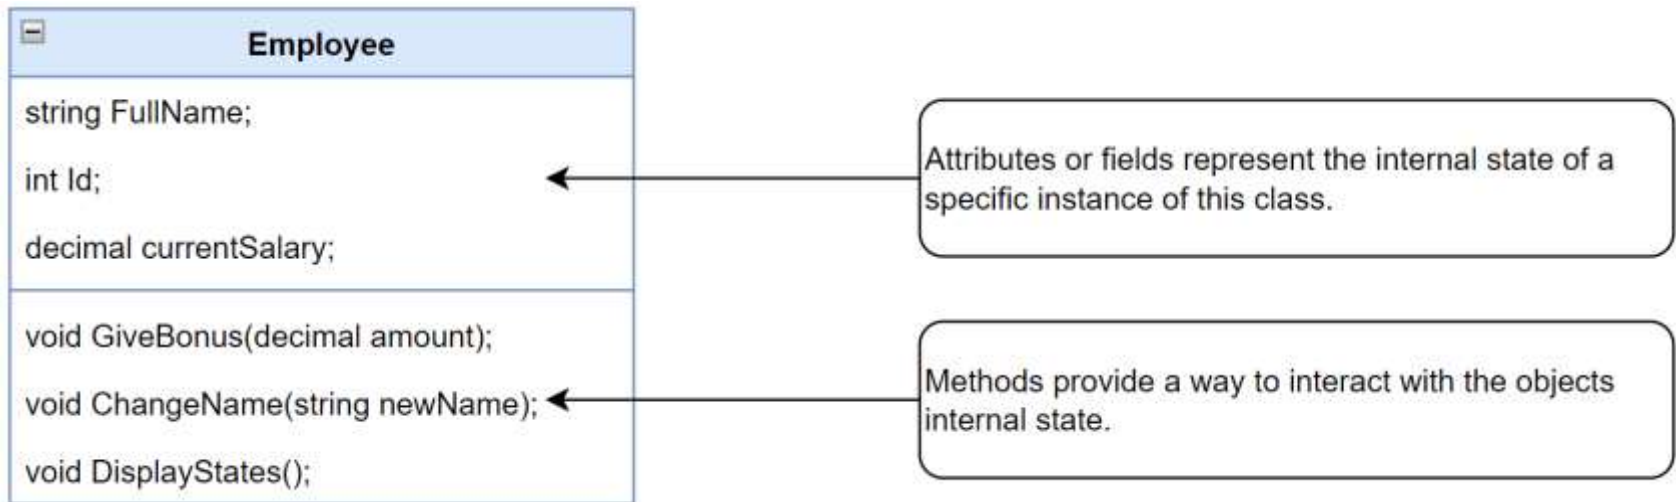 Employee
string FullName;
int Id;
decimal currentSalary;
void GiveBonus(decimal amount);
void ChangeName(string newName);
void DisplayStates();
Attributes or fields represent the internal state of a
specific instance of this class.
Methods provide a way to interact with the objects
internal state.